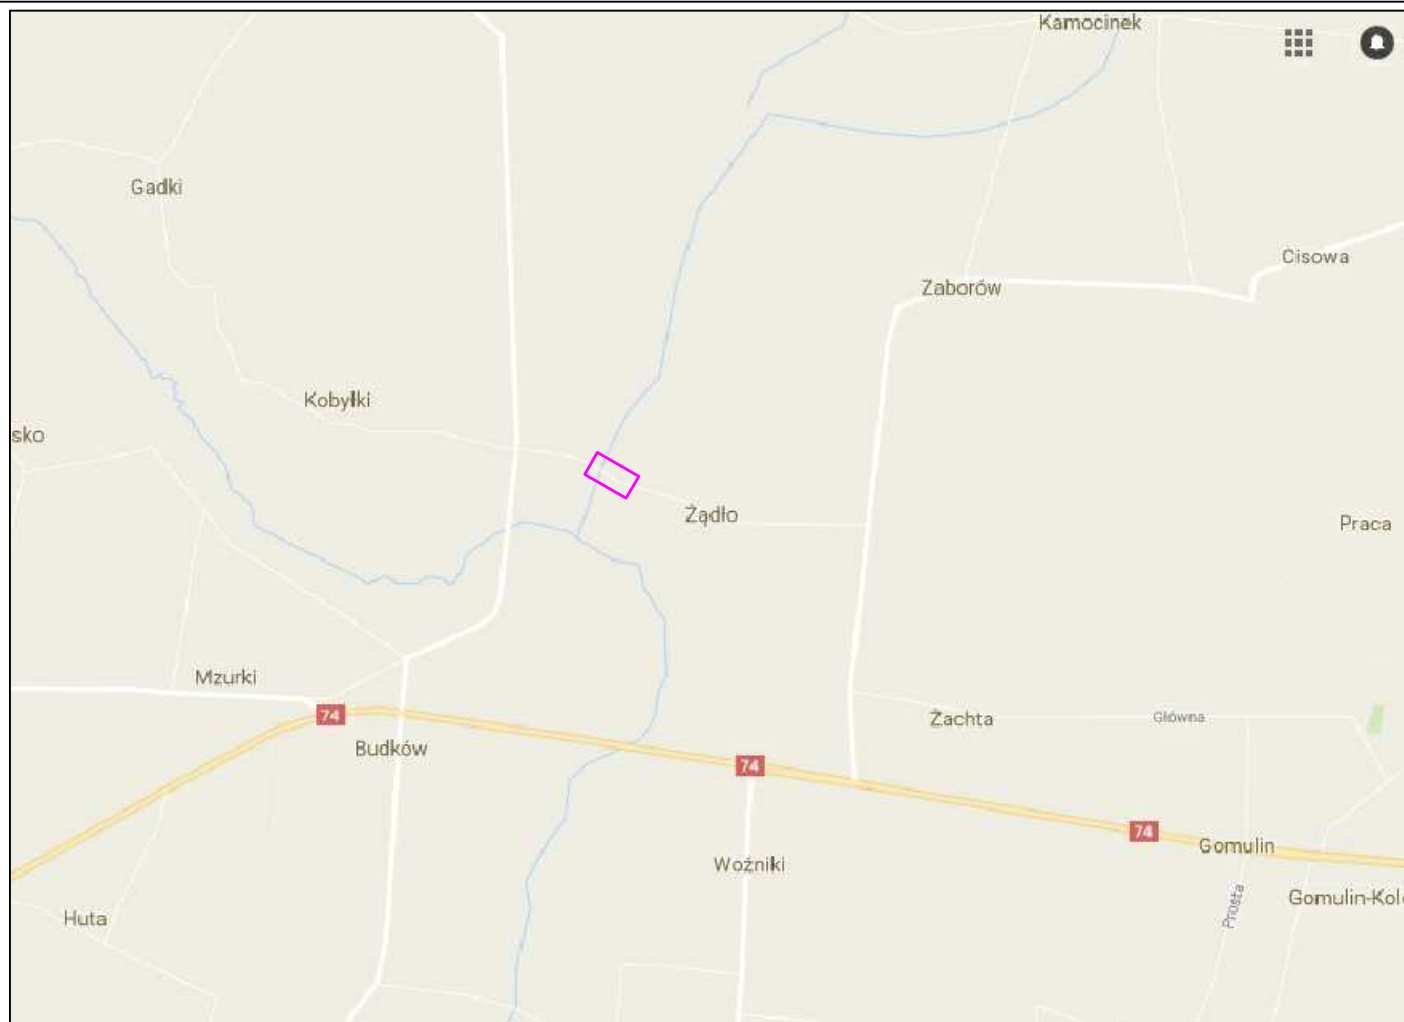 Kamocinek
Gadki
Cisowa
Zaborów
Kobyłki
sko
Żądło
Praca
Mzurki
74
Żachta
Główna
Budków
74
74
Gomulin
Woźniki
Prosta
Gomulin-Kol
Huta